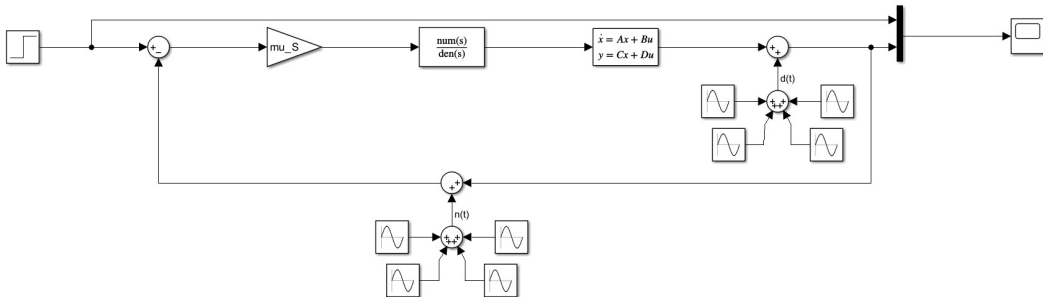 mu_S
num(s)
den(s)
ẋ = Ax + Bu
y = Cx + Du
d(t)
n(t)